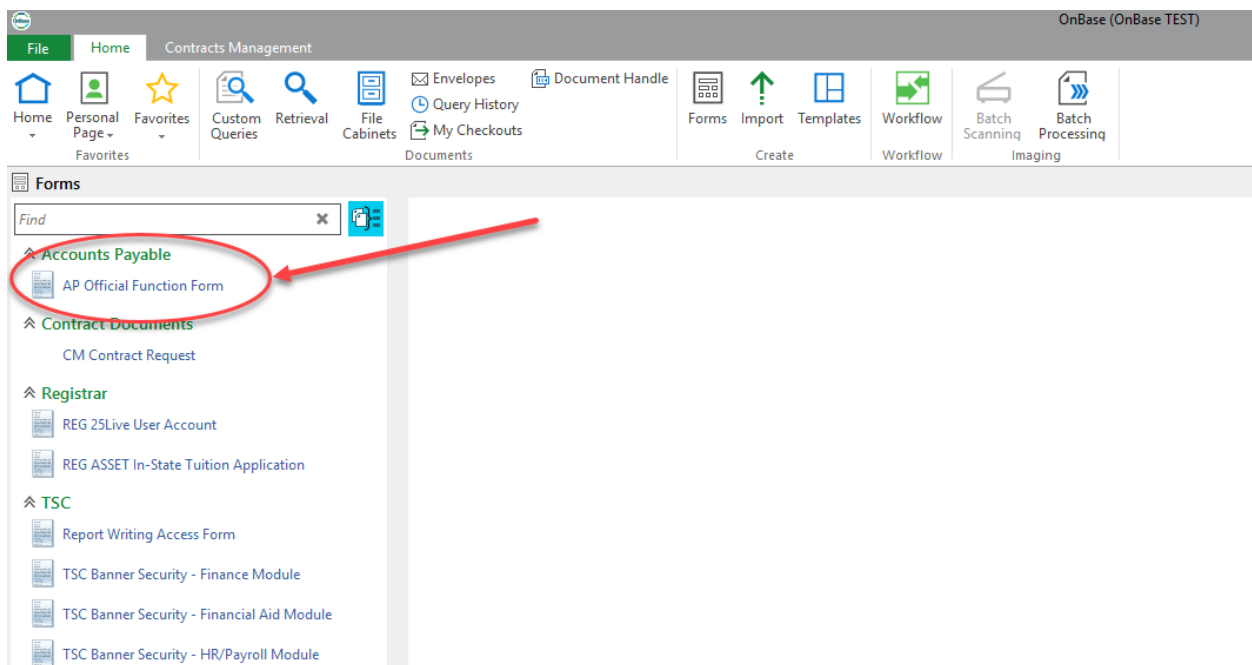 OnBase
OnBase (OnBase TEST)
File Home Contracts Management
Home Personal Page Favorites
Favorites
Custom Queries Retrieval File Cabinets
Envelopes
Query History
My Checkouts
Document Handle
Documents
Forms Import Templates
Create
Workflow
Workflow
Batch Scanning Batch Processing
Imaging
Forms
Find
Accounts Payable
AP Official Function Form
Contract Documents
CM Contract Request
Registrar
REG 25Live User Account
REG ASSET In-State Tuition Application
TSC
Report Writing Access Form
TSC Banner Security - Finance Module
TSC Banner Security - Financial Aid Module
TSC Banner Security - HR/Payroll Module